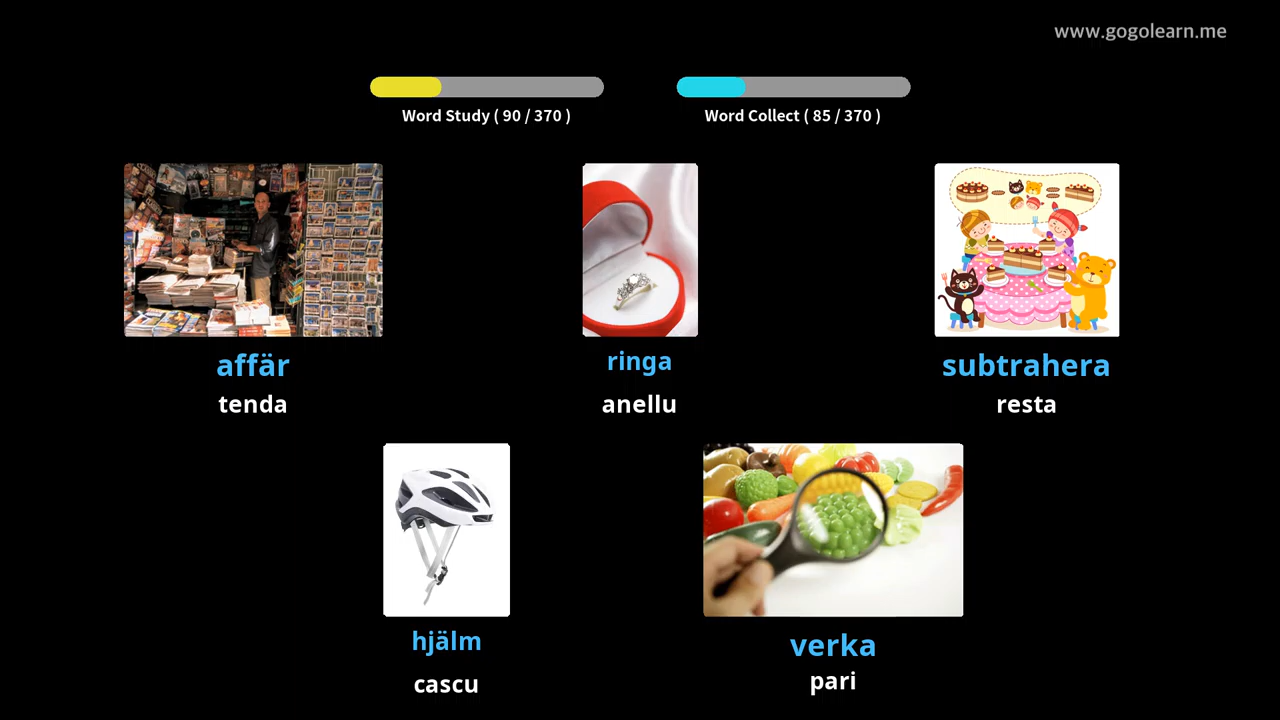 www.gogolearn.me
Word Study ( 90 / 370 )
Word Collect ( 85 / 370 )
affär
tenda
ringa
anellu
subtrahera
resta
hjälm
cascu
verka
pari